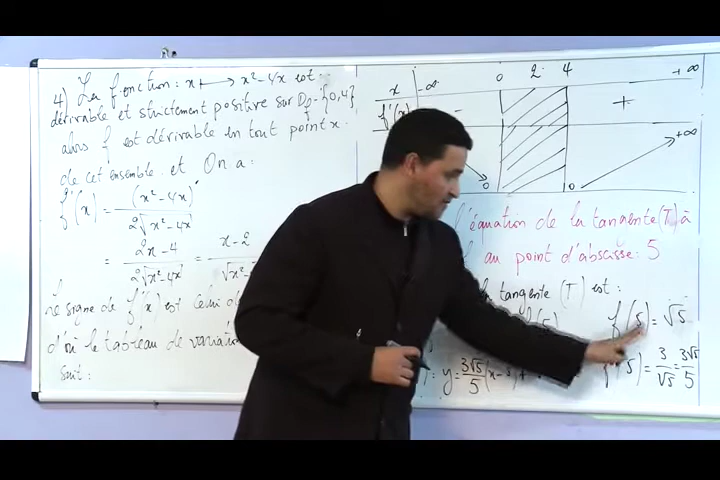 4) La fonction : x ⟼ x² - 4x est
dérivable et strictement positive sur D_f - {0,4}
alors f est dérivable en tout point x
de cet ensemble. et On a :
f'(x) = (x² - 4x)' / 2√(x² - 4x)
= 2x - 4 / 2√(x² - 4x) = x - 2 / √x² -
le signe de f'(x) est celui de
d'où le tableau de variation
suit :
x -∞ 0 2 4 +∞
f'(x) - +
0 0 +∞
l'équation de la tangente (T) à
au point d'abscisse : 5
tangente (T) est :
f(5) = √5
y = 3√5/5 (x - 5) +
f'(5) = 3/√5 = 3√5/5